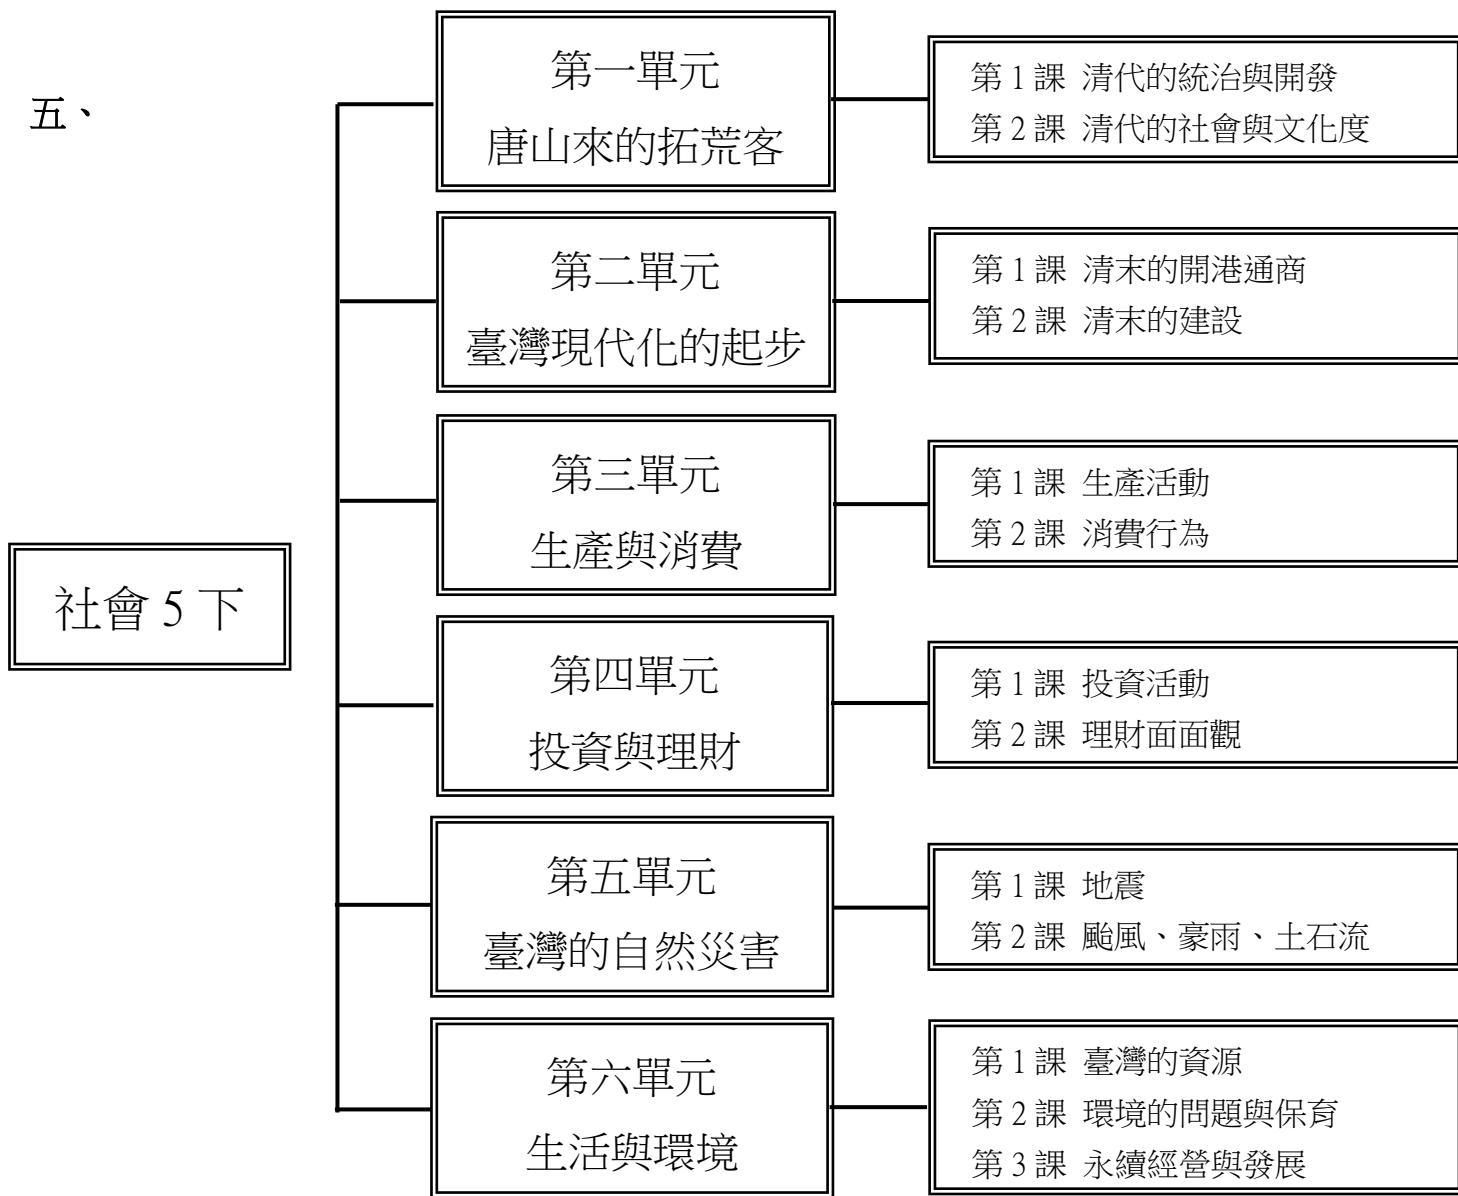 五、
社會 5 下
第一單元
唐山來的拓荒客
第 1 課 清代的統治與開發
第 2 課 清代的社會與文化度
第二單元
臺灣現代化的起步
第 1 課 清末的開港通商
第 2 課 清末的建設
第三單元
生產與消費
第 1 課 生產活動
第 2 課 消費行為
第四單元
投資與理財
第 1 課 投資活動
第 2 課 理財面面觀
第五單元
臺灣的自然災害
第 1 課 地震
第 2 課 颱風、豪雨、土石流
第六單元
生活與環境
第 1 課 臺灣的資源
第 2 課 環境的問題與保育
第 3 課 永續經營與發展